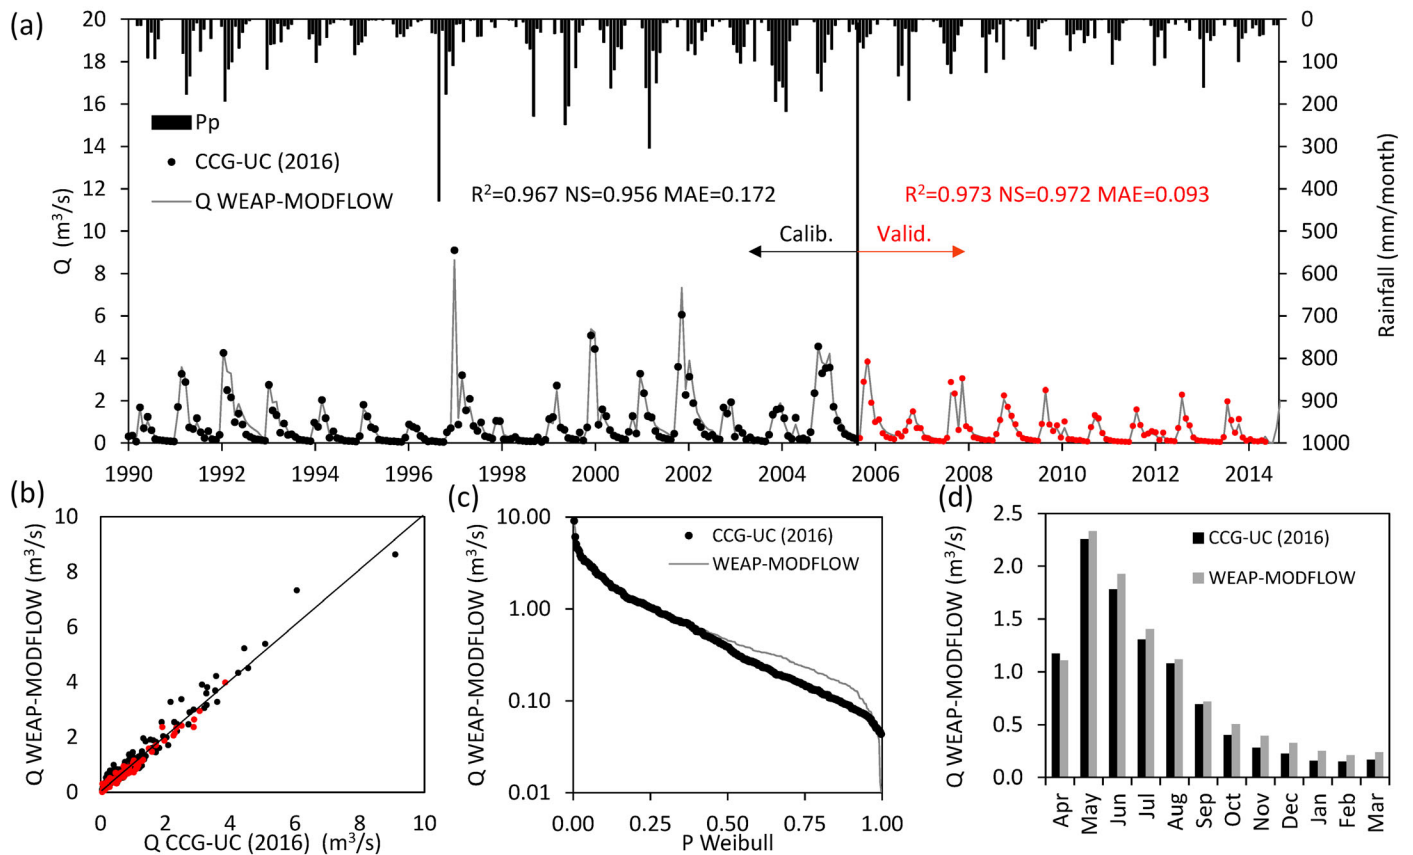 (a)
20
18
16
14
12
10
8
6
4
2
0
Q (m³/s)
0
100
200
300
400
500
600
700
800
900
1000
Rainfall (mm/month)
Pp
CCG-UC (2016)
Q WEAP-MODFLOW
R²=0.967 NS=0.956 MAE=0.172
R²=0.973 NS=0.972 MAE=0.093
Calib.
Valid.
1990 1992 1994 1996 1998 2000 2002 2004 2006 2008 2010 2012 2014
(b)
Q WEAP-MODFLOW (m³/s)
10
8
6
4
2
0
0 2 4 6 8 10
Q CCG-UC (2016) (m³/s)
(c)
Q WEAP-MODFLOW (m³/s)
10.00
1.00
0.10
0.01
CCG-UC (2016)
WEAP-MODFLOW
0.00 0.25 0.50 0.75 1.00
P Weibull
(d)
Q WEAP-MODFLOW (m³/s)
2.5
2.0
1.5
1.0
0.5
0.0
CCG-UC (2016)
WEAP-MODFLOW
Apr May Jun Jul Aug Sep Oct Nov Dec Jan Feb Mar